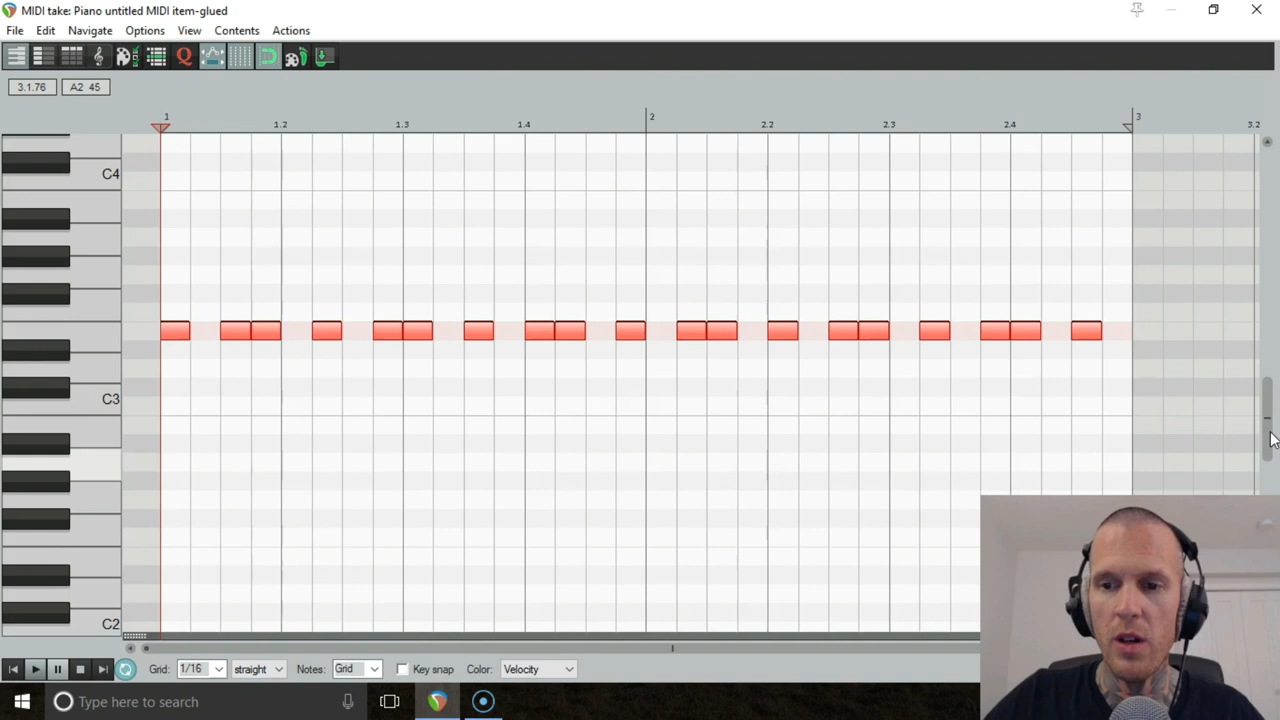 MIDI take: Piano untitled MIDI item-glued
File Edit Navigate Options View Contents Actions
Q
3.1.76 A2 45
1 2 3
1.2 1.3 1.4 2.2 2.3 2.4 3.2
C4
C3
C2
Grid: 1/16 straight Notes: Grid Key snap Color: Velocity
Type here to search